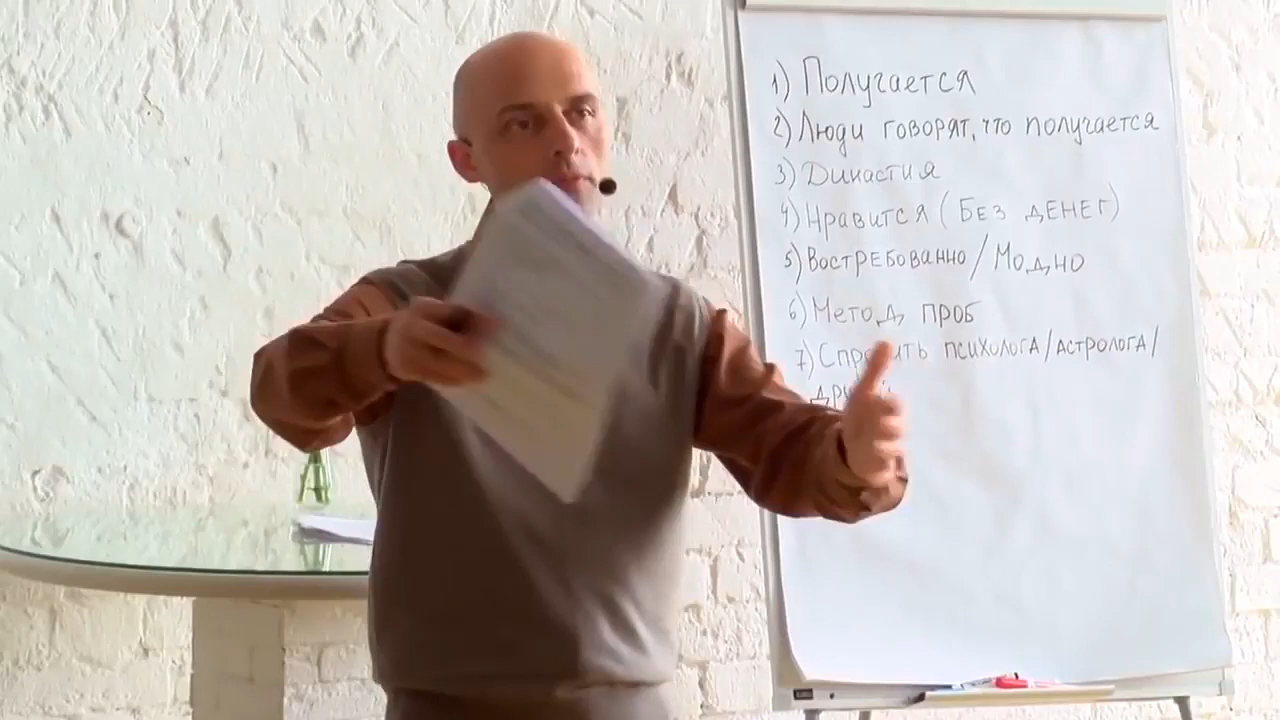 1) Получается
2) Люди говорят, что получается
3) Династия
4) Нравится (Без денег)
5) Востребованно/Модно
6) Метод проб
7) психолога/астролога/